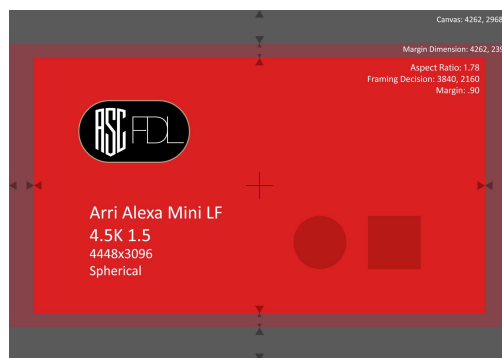 Canvas: 4262, 2968
Margin Dimension: 4262, 239
Aspect Ratio: 1.78
Framing Decision: 3840, 2160
Margin: .90
ASC FDL
Arri Alexa Mini LF
4.5K 1.5
4448x3096
Spherical